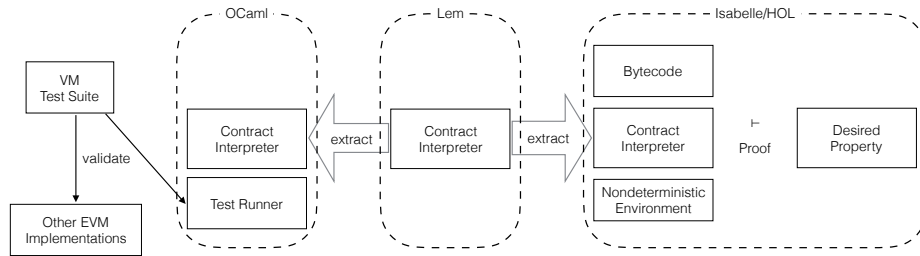 OCaml
Lem
Isabelle/HOL
VM
Test Suite
validate
Other EVM
Implementations
Contract
Interpreter
Test Runner
extract
Contract
Interpreter
extract
Bytecode
Contract
Interpreter
Nondeterministic
Environment
⊢
Proof
Desired
Property